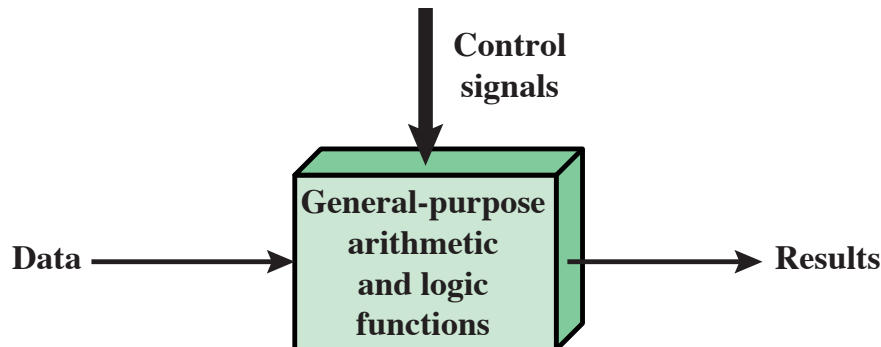 Control
signals
General-purpose
arithmetic
and logic
functions
Data
Results